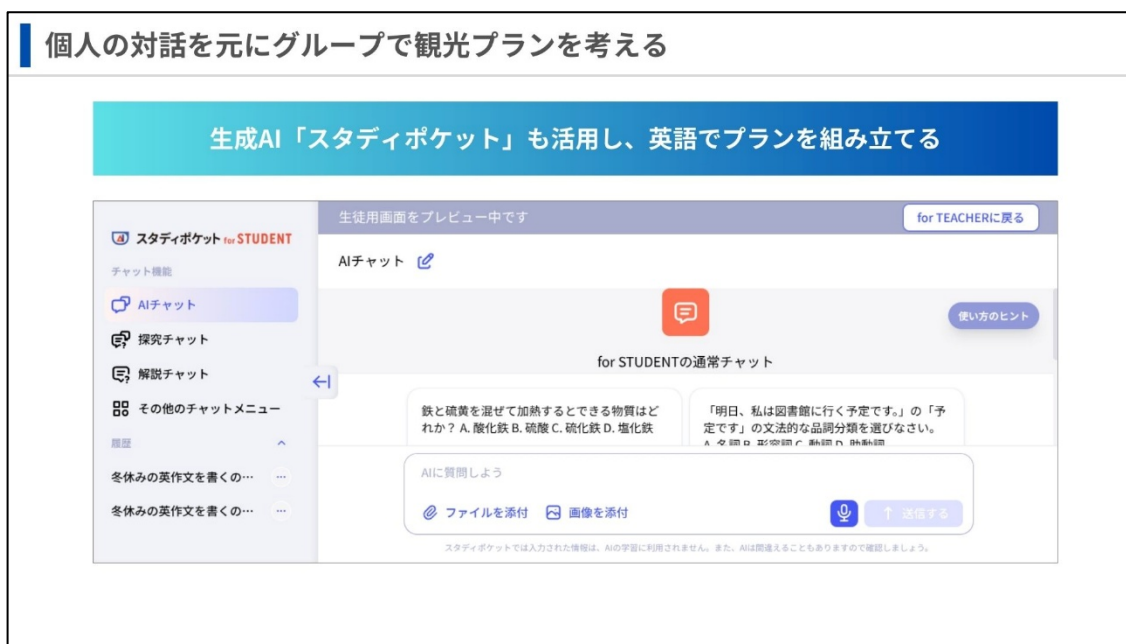 個人の対話を元にグループで観光プランを考える
生成AI「スタディポケット」も活用し、英語でプランを組み立てる
スタディポケット for STUDENT
チャット機能
AIチャット
探究チャット
解説チャット
その他のチャットメニュー
履歴
冬休みの英作文を書くの…
冬休みの英作文を書くの…
生徒用画面をプレビュー中です
for TEACHERに戻る
AIチャット
使い方のヒント
for STUDENTの通常チャット
鉄と硫黄を混ぜて加熱するとできる物質はど
れか? A. 酸化鉄 B. 硫酸 C. 硫化鉄 D. 塩化鉄
「明日、私は図書館に行く予定です。」の「予
定です」の文法的な品詞分類を選びなさい。
A. 名詞 B. 形容詞 C. 動詞 D. 助動詞
AIに質問しよう
ファイルを添付
画像を添付
↑ 送信する
スタディポケットでは入力された情報は、AIの学習に利用されません。また、AIは間違えることもありますので確認しましょう。